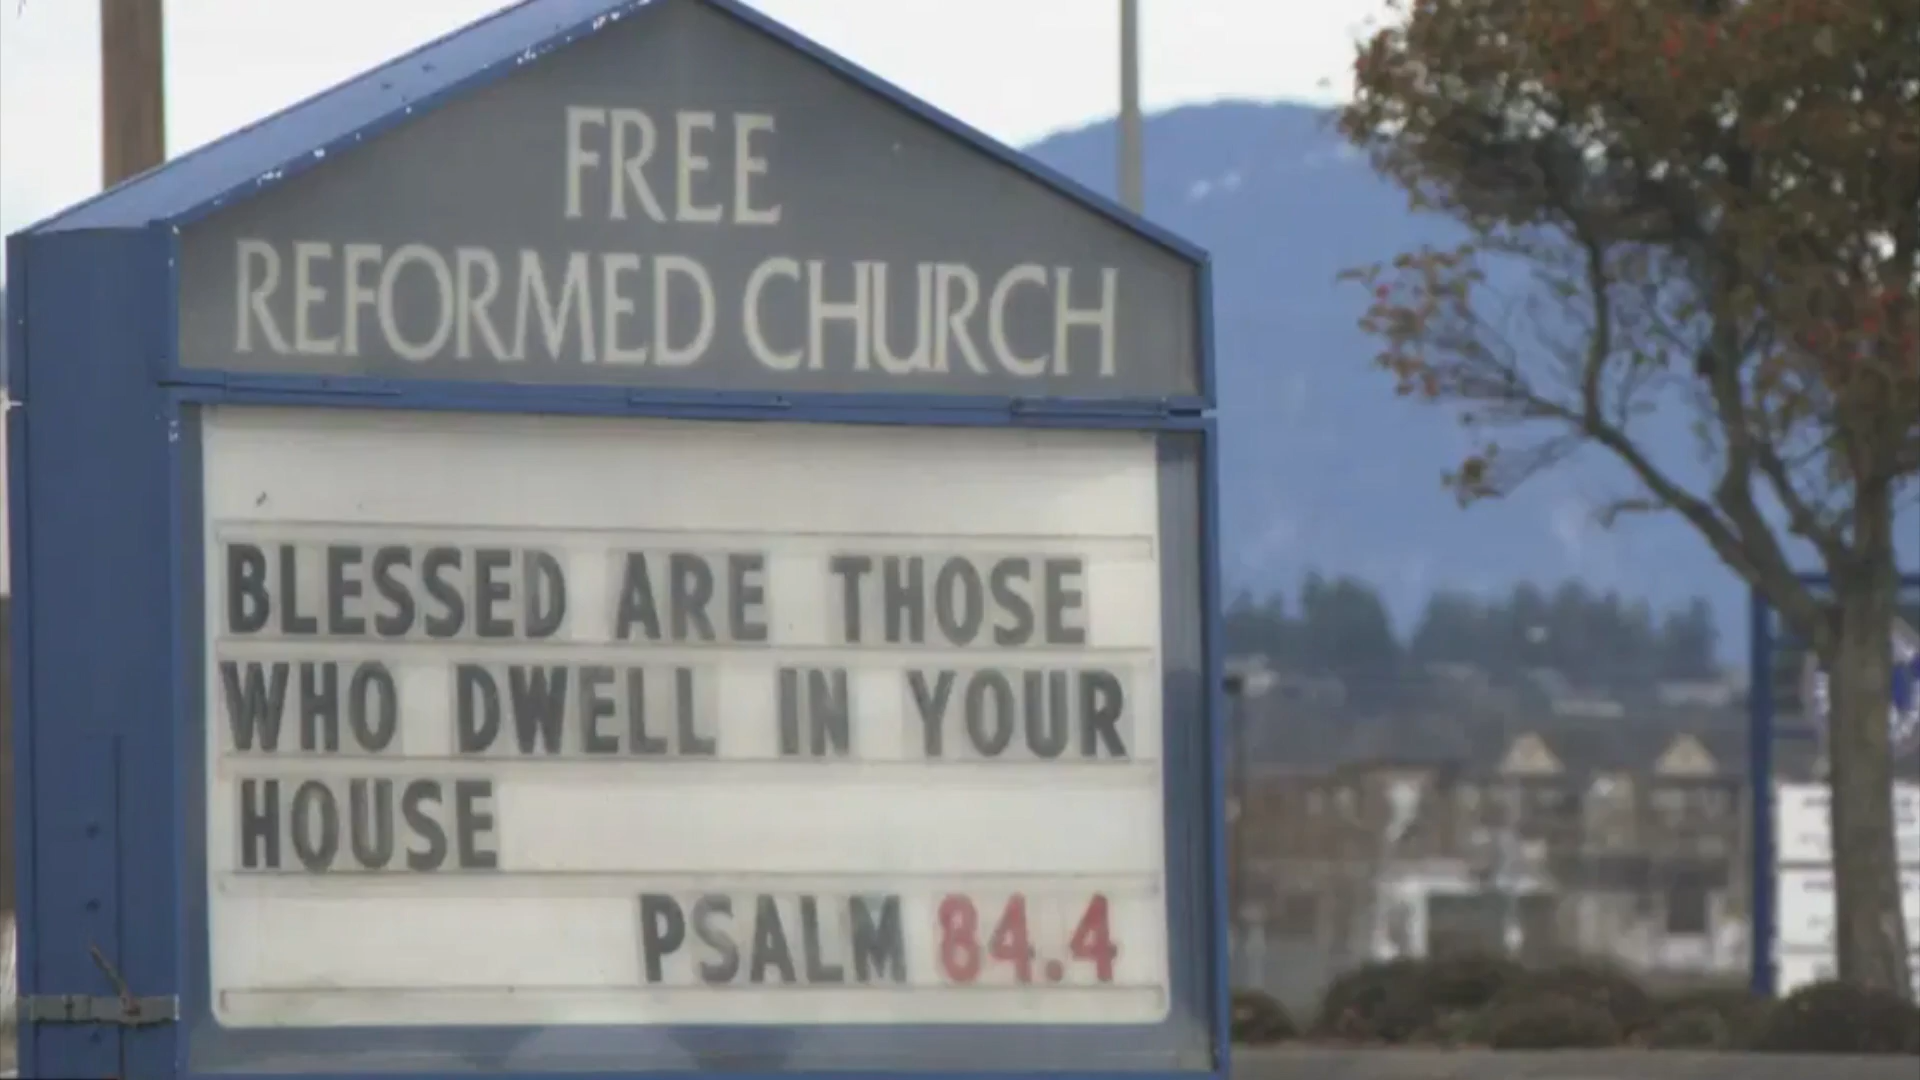 FREE
REFORMED CHURCH
BLESSED ARE THOSE
WHO DWELL IN YOUR
HOUSE
PSALM 84.4